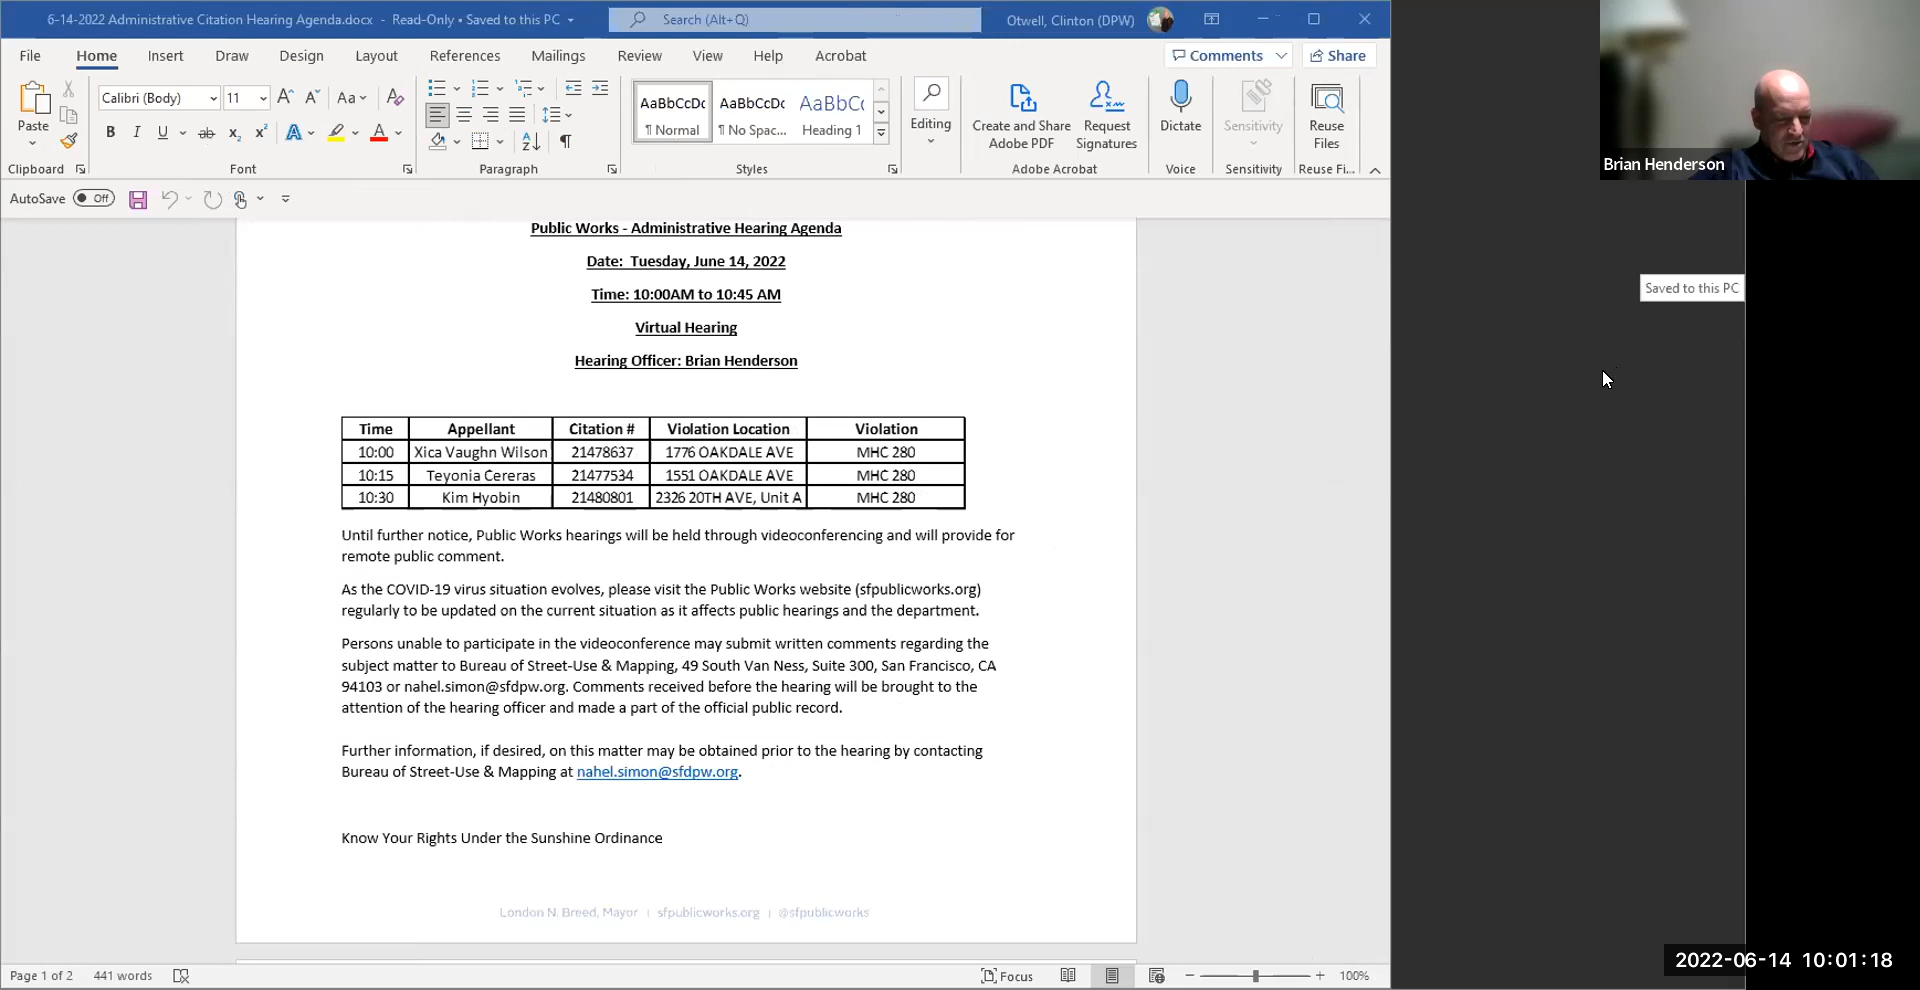 6-14-2022 Administrative Citation Hearing Agenda.docx - Read-Only • Saved to this PC
Search (Alt+Q)
Otwell, Clinton (DPW)
File Home Insert Draw Design Layout References Mailings Review View Help Acrobat
Comments
Share
Paste
Calibri (Body) 11
Aa
B I U ab x₂ x² A A
AaBbCcDc AaBbCcDc AaBbC
¶ Normal ¶ No Spac... Heading 1
Editing
Create and Share Adobe PDF
Request Signatures
Dictate
Sensitivity
Reuse Files
Clipboard Font Paragraph Styles Adobe Acrobat Voice Sensitivity Reuse Fi...
AutoSave Off
Public Works - Administrative Hearing Agenda
Date: Tuesday, June 14, 2022
Time: 10:00AM to 10:45 AM
Virtual Hearing
Hearing Officer: Brian Henderson
Time Appellant Citation # Violation Location Violation
10:00 Xica Vaughn Wilson 21478637 1776 OAKDALE AVE MHC 280
10:15 Teyonia Cereras 21477534 1551 OAKDALE AVE MHC 280
10:30 Kim Hyobin 21480801 2326 20TH AVE, Unit A MHC 280
Until further notice, Public Works hearings will be held through videoconferencing and will provide for
remote public comment.
As the COVID-19 virus situation evolves, please visit the Public Works website (sfpublicworks.org)
regularly to be updated on the current situation as it affects public hearings and the department.
Persons unable to participate in the videoconference may submit written comments regarding the
subject matter to Bureau of Street-Use & Mapping, 49 South Van Ness, Suite 300, San Francisco, CA
94103 or nahel.simon@sfdpw.org. Comments received before the hearing will be brought to the
attention of the hearing officer and made a part of the official public record.
Further information, if desired, on this matter may be obtained prior to the hearing by contacting
Bureau of Street-Use & Mapping at nahel.simon@sfdpw.org.
Know Your Rights Under the Sunshine Ordinance
London N. Breed, Mayor | sfpublicworks.org | @sfpublicworks
Page 1 of 2 441 words
Focus
100%
Brian Henderson
Saved to this PC
2022-06-14 10:01:18